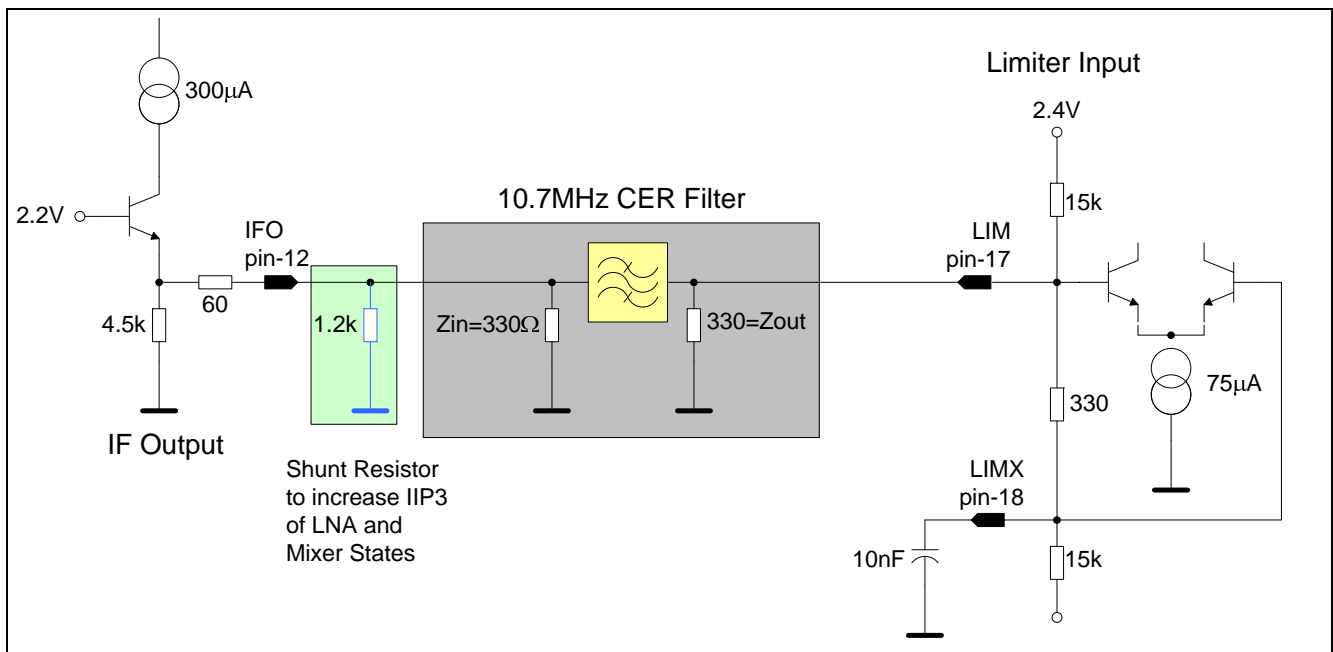 300µA
2.2V
IFO
pin-12
60
4.5k
1.2k
IF Output
Shunt Resistor
to increase IIP3
of LNA and
Mixer States
10.7MHz CER Filter
Zin=330Ω
330=Zout
Limiter Input
2.4V
15k
LIM
pin-17
330
75µA
LIMX
pin-18
10nF
15k